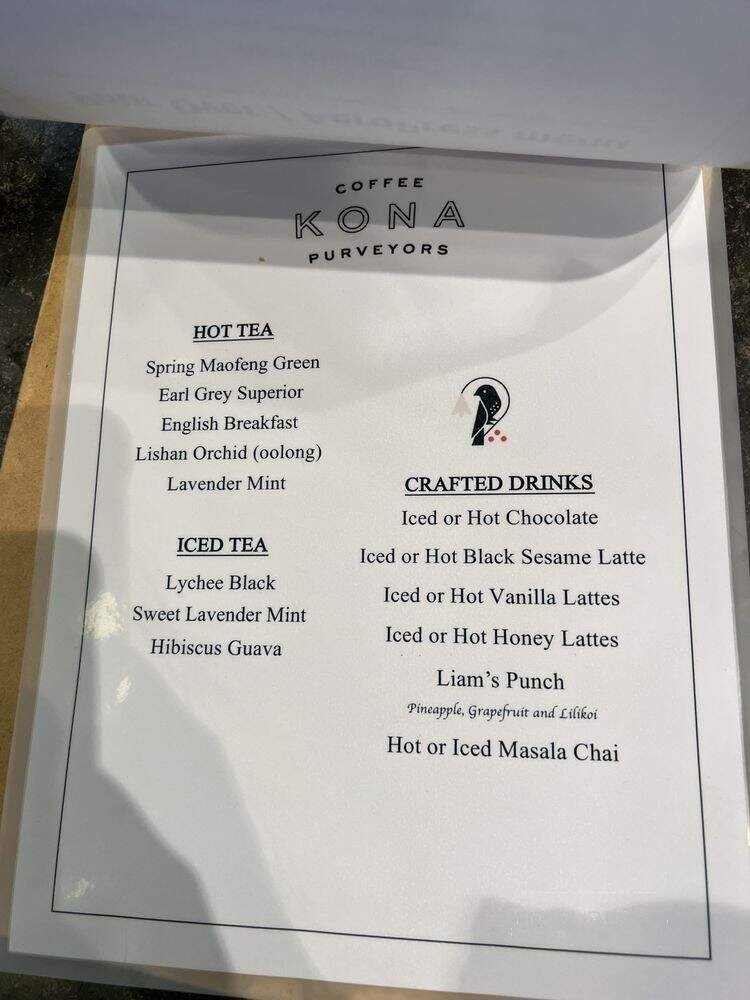 COFFEE
KONA
PURVEYORS
HOT TEA
Spring Maofeng Green
Earl Grey Superior
English Breakfast
Lishan Orchid (oolong)
Lavender Mint
ICED TEA
Lychee Black
Sweet Lavender Mint
Hibiscus Guava
CRAFTED DRINKS
Iced or Hot Chocolate
Iced or Hot Black Sesame Latte
Iced or Hot Vanilla Lattes
Iced or Hot Honey Lattes
Liam's Punch
Pineapple, Grapefruit and Lilikoi
Hot or Iced Masala Chai